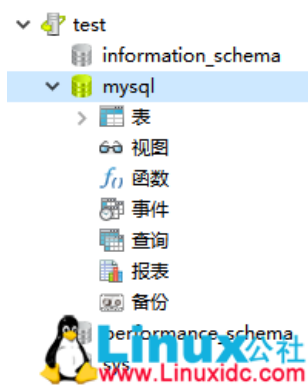 test
information_schema
mysql
表
视图
f()
函数
事件
查询
报表
备份
performance_schema
sys
Linux公社
www.Linuxidc.com